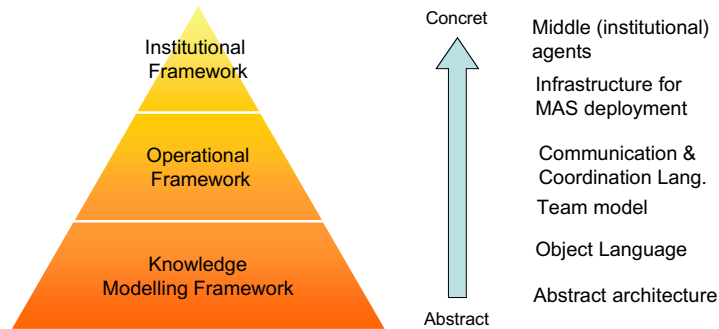 Institutional
Framework
Operational
Framework
Knowledge
Modelling Framework
Concret
Abstract
Middle (institutional)
agents
Infrastructure for
MAS deployment
Communication &
Coordination Lang.
Team model
Object Language
Abstract architecture